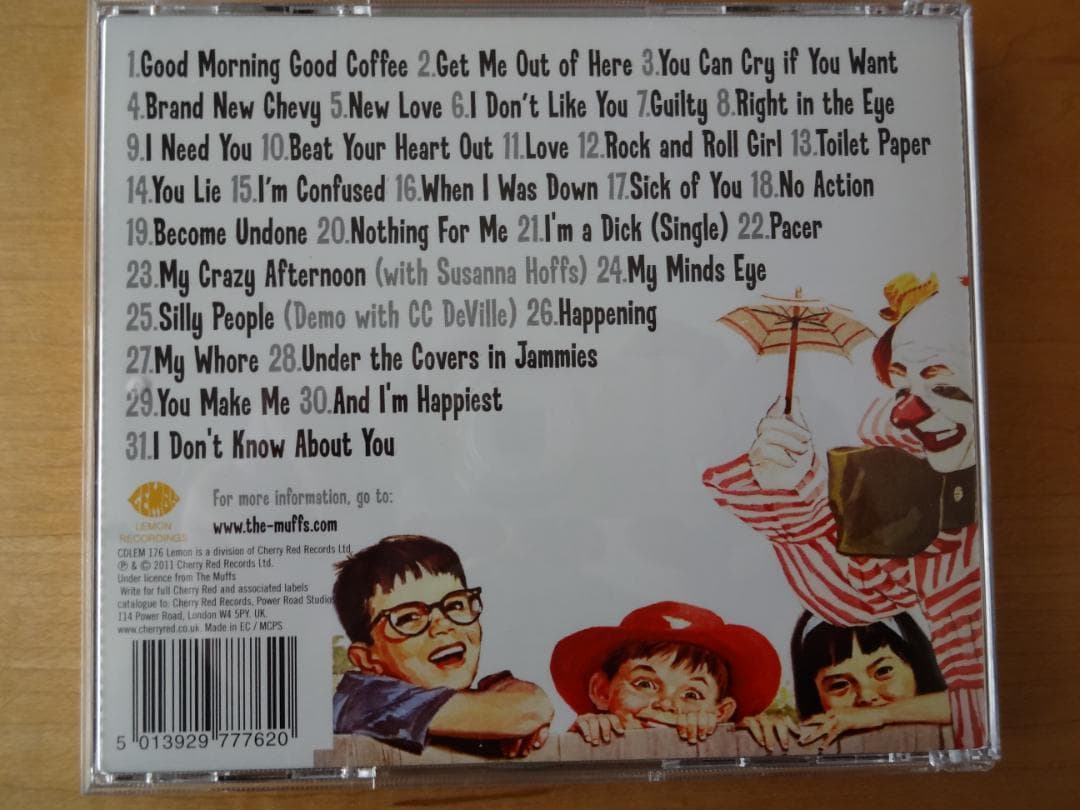 1.Good Morning Good Coffee 2.Get Me Out of Here 3.You Can Cry if You Want
4.Brand New Chevy 5.New Love 6.I Don't Like You 7.Guilty 8.Right in the Eye
9.I Need You 10.Beat Your Heart Out 11.Love 12.Rock and Roll Girl 13.Toilet Paper
14.You Lie 15.I'm Confused 16.When I Was Down 17.Sick of You 18.No Action
19.Become Undone 20.Nothing For Me 21.I'm a Dick (Single) 22.Pacer
23.My Crazy Afternoon (with Susanna Hoffs) 24.My Minds Eye
25.Silly People (Demo with CC DeVille) 26.Happening
27.My Whore 28.Under the Covers in Jammies
29.You Make Me 30.And I'm Happiest
31.I Don't Know About You
LEMON
RECORDINGS
For more information, go to:
www.the-muffs.com
CDLEM 176 Lemon is a division of Cherry Red Records Ltd.
℗ & © 2011 Cherry Red Records Ltd.
Under licence from The Muffs
Write for full Cherry Red and associated labels
catalogue to: Cherry Red Records, Power Road Studios
114 Power Road, London W4 5PY. UK.
www.cherryred.co.uk. Made in EC / MCPS
5 013929 777620